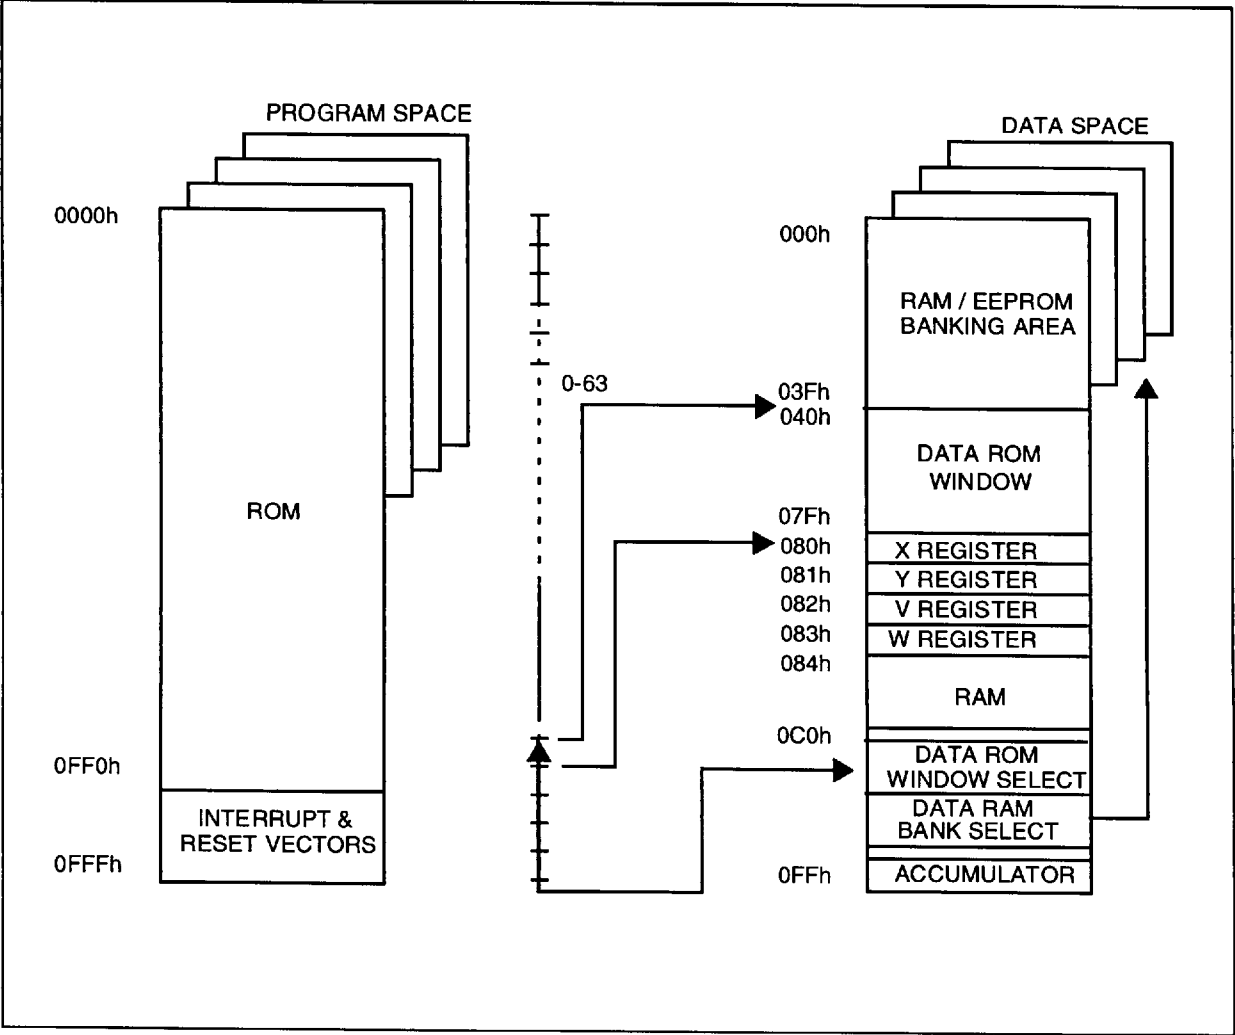 PROGRAM SPACE
0000h
ROM
0FF0h
INTERRUPT &
RESET VECTORS
0FFFh
0-63
DATA SPACE
000h
RAM / EEPROM
BANKING AREA
03Fh
040h
DATA ROM
WINDOW
07Fh
080h
X REGISTER
081h
Y REGISTER
082h
V REGISTER
083h
W REGISTER
084h
RAM
0C0h
DATA ROM
WINDOW SELECT
DATA RAM
BANK SELECT
0FFh
ACCUMULATOR